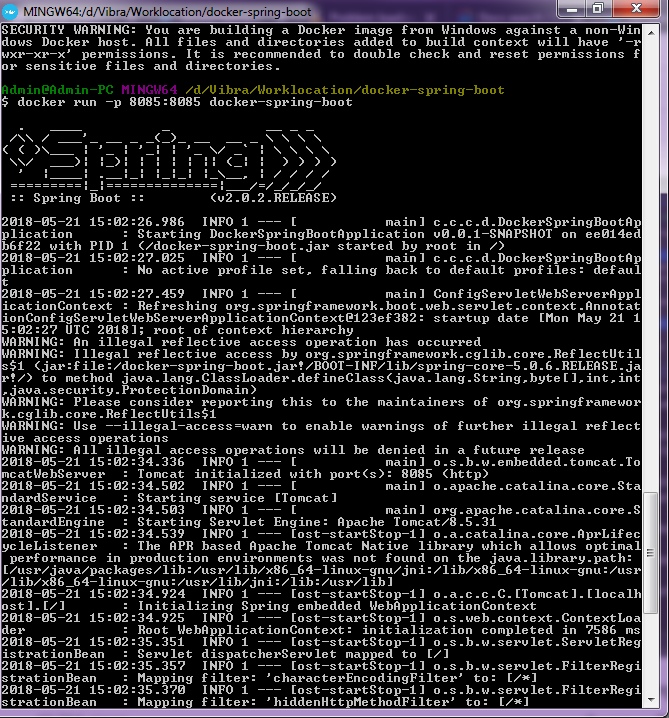 MINGW64:/d/Vibra/Worklocation/docker-spring-boot
SECURITY WARNING: You are building a Docker image from Windows against a non-Win
dows Docker host. All files and directories added to build context will have '-r
wxr-xr-x' permissions. It is recommended to double check and reset permissions f
or sensitive files and directories.
Admin@Admin-PC MINGW64 /d/Vibra/Worklocation/docker-spring-boot
$ docker run -p 8085:8085 docker-spring-boot
Spring
:: Spring Boot ::        (v2.0.2.RELEASE)
2018-05-21 15:02:26.986  INFO 1 --- [           main] c.c.c.d.DockerSpringBootAp
plication      : Starting DockerSpringBootApplication v0.0.1-SNAPSHOT on ee014ed
b6f22 with PID 1 (/docker-spring-boot.jar started by root in /)
2018-05-21 15:02:27.025  INFO 1 --- [           main] c.c.c.d.DockerSpringBootAp
plication      : No active profile set, falling back to default profiles: defaul
t
2018-05-21 15:02:27.459  INFO 1 --- [           main] ConfigServletWebServerAppl
icationContext : Refreshing org.springframework.boot.web.servlet.context.Annotat
ionConfigServletWebServerApplicationContext@123ef382: startup date [Mon May 21 1
5:02:27 UTC 2018]; root of context hierarchy
WARNING: An illegal reflective access operation has occurred
WARNING: Illegal reflective access by org.springframework.cglib.core.ReflectUtil
s$1 (jar:file:/docker-spring-boot.jar!/BOOT-INF/lib/spring-core-5.0.6.RELEASE.ja
r!/) to method java.lang.ClassLoader.defineClass(java.lang.String,byte[],int,int
,java.security.ProtectionDomain)
WARNING: Please consider reporting this to the maintainers of org.springframewor
k.cglib.core.ReflectUtils$1
WARNING: Use --illegal-access=warn to enable warnings of further illegal reflect
ive access operations
WARNING: All illegal access operations will be denied in a future release
2018-05-21 15:02:34.336  INFO 1 --- [           main] o.s.b.w.embedded.tomcat.To
mcatWebServer  : Tomcat initialized with port(s): 8085 (http)
2018-05-21 15:02:34.502  INFO 1 --- [           main] o.apache.catalina.core.Sta
ndardService   : Starting service [Tomcat]
2018-05-21 15:02:34.503  INFO 1 --- [           main] org.apache.catalina.core.S
tandardEngine  : Starting Servlet Engine: Apache Tomcat/8.5.31
2018-05-21 15:02:34.539  INFO 1 --- [ost-startStop-1] o.a.catalina.core.AprLifec
ycleListener   : The APR based Apache Tomcat Native library which allows optimal
 performance in production environments was not found on the java.library.path:
[/usr/java/packages/lib:/usr/lib/x86_64-linux-gnu/jni:/lib/x86_64-linux-gnu:/usr
/lib/x86_64-linux-gnu:/usr/lib/jni:/lib:/usr/lib]
2018-05-21 15:02:34.924  INFO 1 --- [ost-startStop-1] o.a.c.c.C.[Tomcat].[localh
ost].[/]       : Initializing Spring embedded WebApplicationContext
2018-05-21 15:02:34.925  INFO 1 --- [ost-startStop-1] o.s.web.context.ContextLoa
der            : Root WebApplicationContext: initialization completed in 7586 ms
2018-05-21 15:02:35.351  INFO 1 --- [ost-startStop-1] o.s.b.w.servlet.ServletReg
istrationBean  : Servlet dispatcherServlet mapped to [/]
2018-05-21 15:02:35.357  INFO 1 --- [ost-startStop-1] o.s.b.w.servlet.FilterRegi
strationBean   : Mapping filter: 'characterEncodingFilter' to: [/*]
2018-05-21 15:02:35.370  INFO 1 --- [ost-startStop-1] o.s.b.w.servlet.FilterRegi
strationBean   : Mapping filter: 'hiddenHttpMethodFilter' to: [/*]